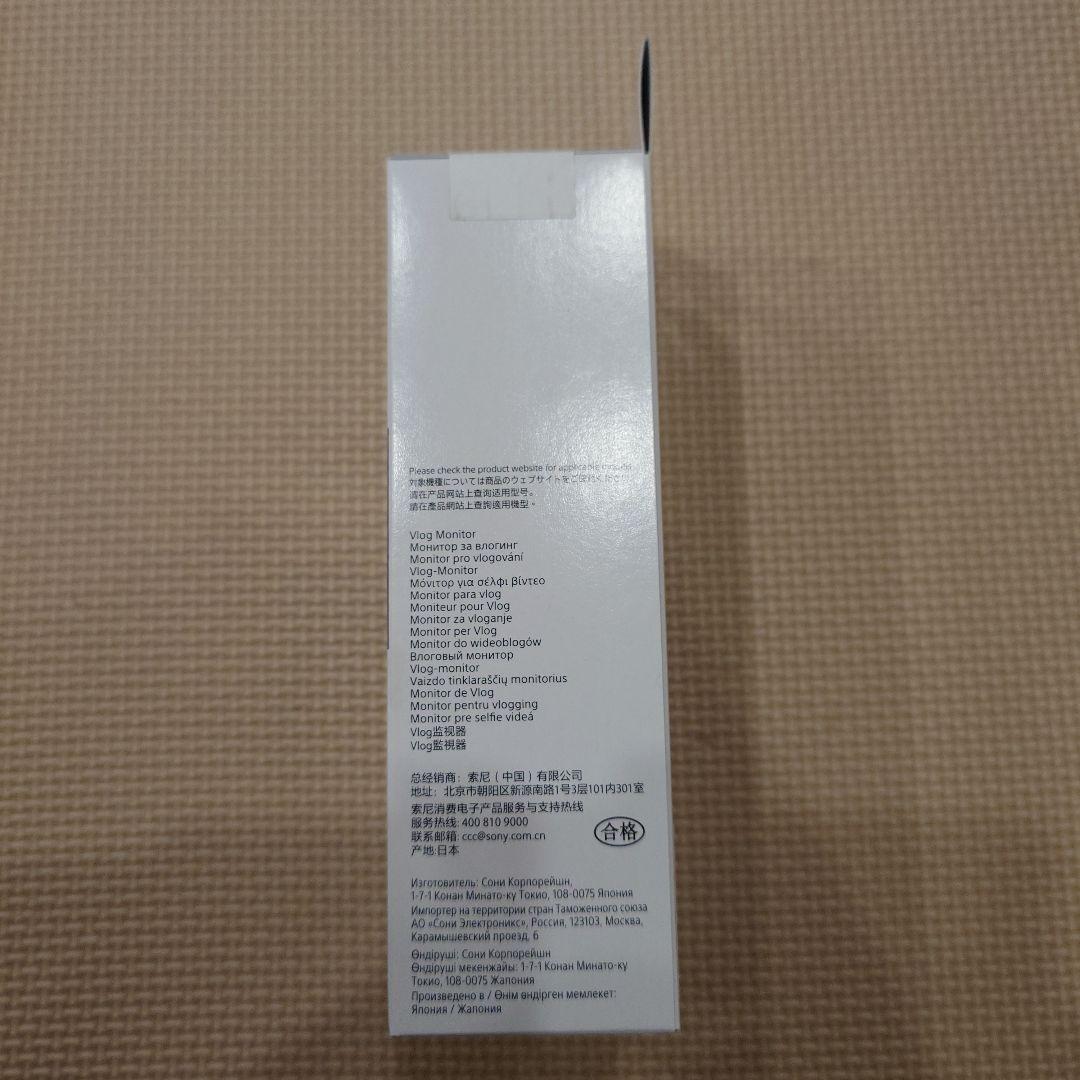 Please check the product website for applicable models.
対象機種については商品のウェブサイトをご覧ください。
请在产品网站上查询适用型号。
請在產品網站上查詢適用機型。
Vlog Monitor
Монитор за влогинг
Monitor pro vlogování
Vlog-Monitor
Μόνιτορ για σέλφι βίντεο
Monitor para vlog
Moniteur pour Vlog
Monitor za vloganje
Monitor per Vlog
Monitor do wideoblogów
Влоговый монитор
Vlog-monitor
Vaizdo tinklaraščių monitorius
Monitor de Vlog
Monitor pentru vlogging
Monitor pre selfie videá
Vlog监视器
Vlog監視器
总经销商：索尼（中国）有限公司
地址：北京市朝阳区新源南路1号3层101内301室
索尼消费电子产品服务与支持热线
服务热线: 400 810 9000
联系邮箱: ccc@sony.com.cn
产地:日本
合格
Изготовитель: Сони Корпорейшн,
1-7-1 Конан Минато-ку Токио, 108-0075 Япония
Импортер на территории стран Таможенного союза
АО «Сони Электроникс», Россия, 123103, Москва,
Карамышевский проезд, 6
Өндіруші: Сони Корпорейшн
Өндіруші мекенжайы: 1-7-1 Конан Минато-ку
Токио, 108-0075 Жапония
Произведено в / Өнім өндірген мемлекет:
Япония / Жапония